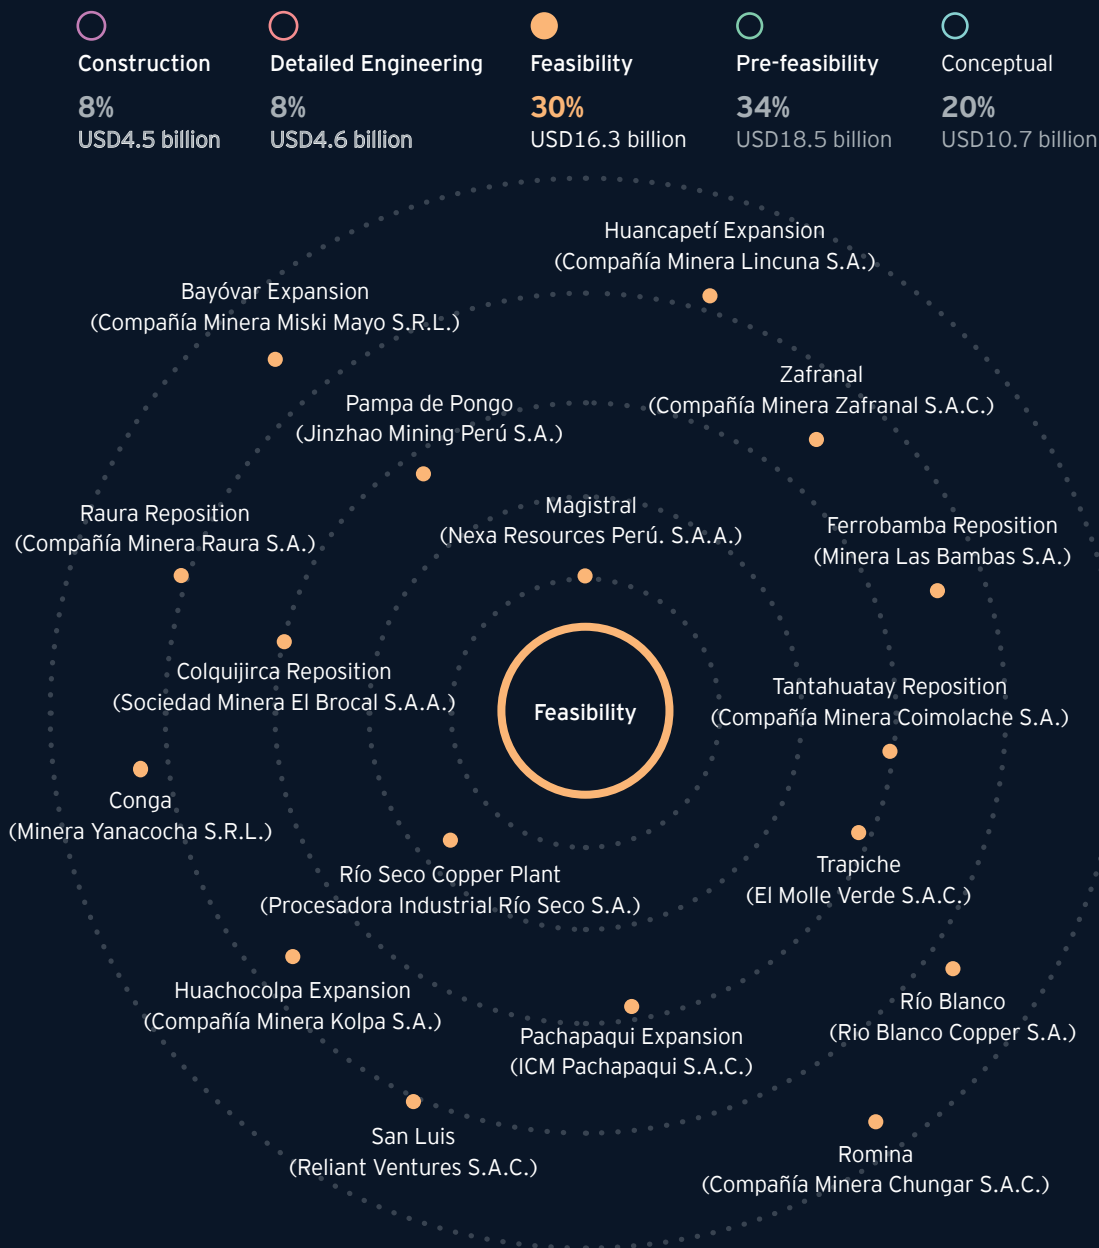 Construction
8%
USD4.5 billion
Detailed Engineering
8%
USD4.6 billion
Feasibility
30%
USD16.3 billion
Pre-feasibility
34%
USD18.5 billion
Conceptual
20%
USD10.7 billion
Huancapetí Expansion
(Compañía Minera Lincuna S.A.)
Bayóvar Expansion
(Compañía Minera Miski Mayo S.R.L.)
Zafranal
(Compañía Minera Zafranal S.A.C.)
Pampa de Pongo
(Jinzhao Mining Perú S.A.)
Magistral
(Nexa Resources Perú. S.A.A.)
Raura Reposition
(Compañía Minera Raura S.A.)
Ferrobamba Reposition
(Minera Las Bambas S.A.)
Colquijirca Reposition
(Sociedad Minera El Brocal S.A.A.)
Feasibility
Tantahuatay Reposition
(Compañía Minera Coimolache S.A.)
Conga
(Minera Yanacocha S.R.L.)
Río Seco Copper Plant
(Procesadora Industrial Río Seco S.A.)
Trapiche
(El Molle Verde S.A.C.)
Huachocolpa Expansion
(Compañía Minera Kolpa S.A.)
Río Blanco
(Rio Blanco Copper S.A.)
Pachapaqui Expansion
(ICM Pachapaqui S.A.C.)
San Luis
(Reliant Ventures S.A.C.)
Romina
(Compañía Minera Chungar S.A.C.)